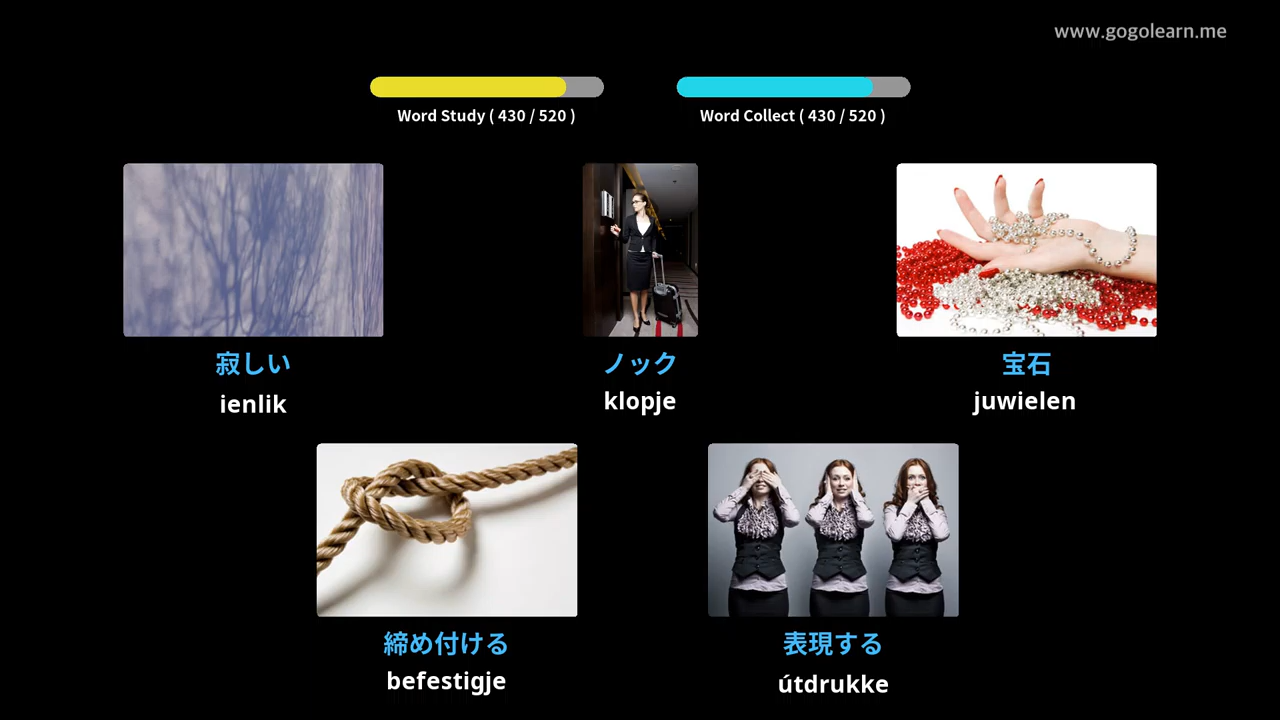 www.gogolearn.me
Word Study ( 430 / 520 )
Word Collect ( 430 / 520 )
寂しい
ienlik
ノック
klopje
宝石
juwielen
締め付ける
befestigje
表現する
útdrukke